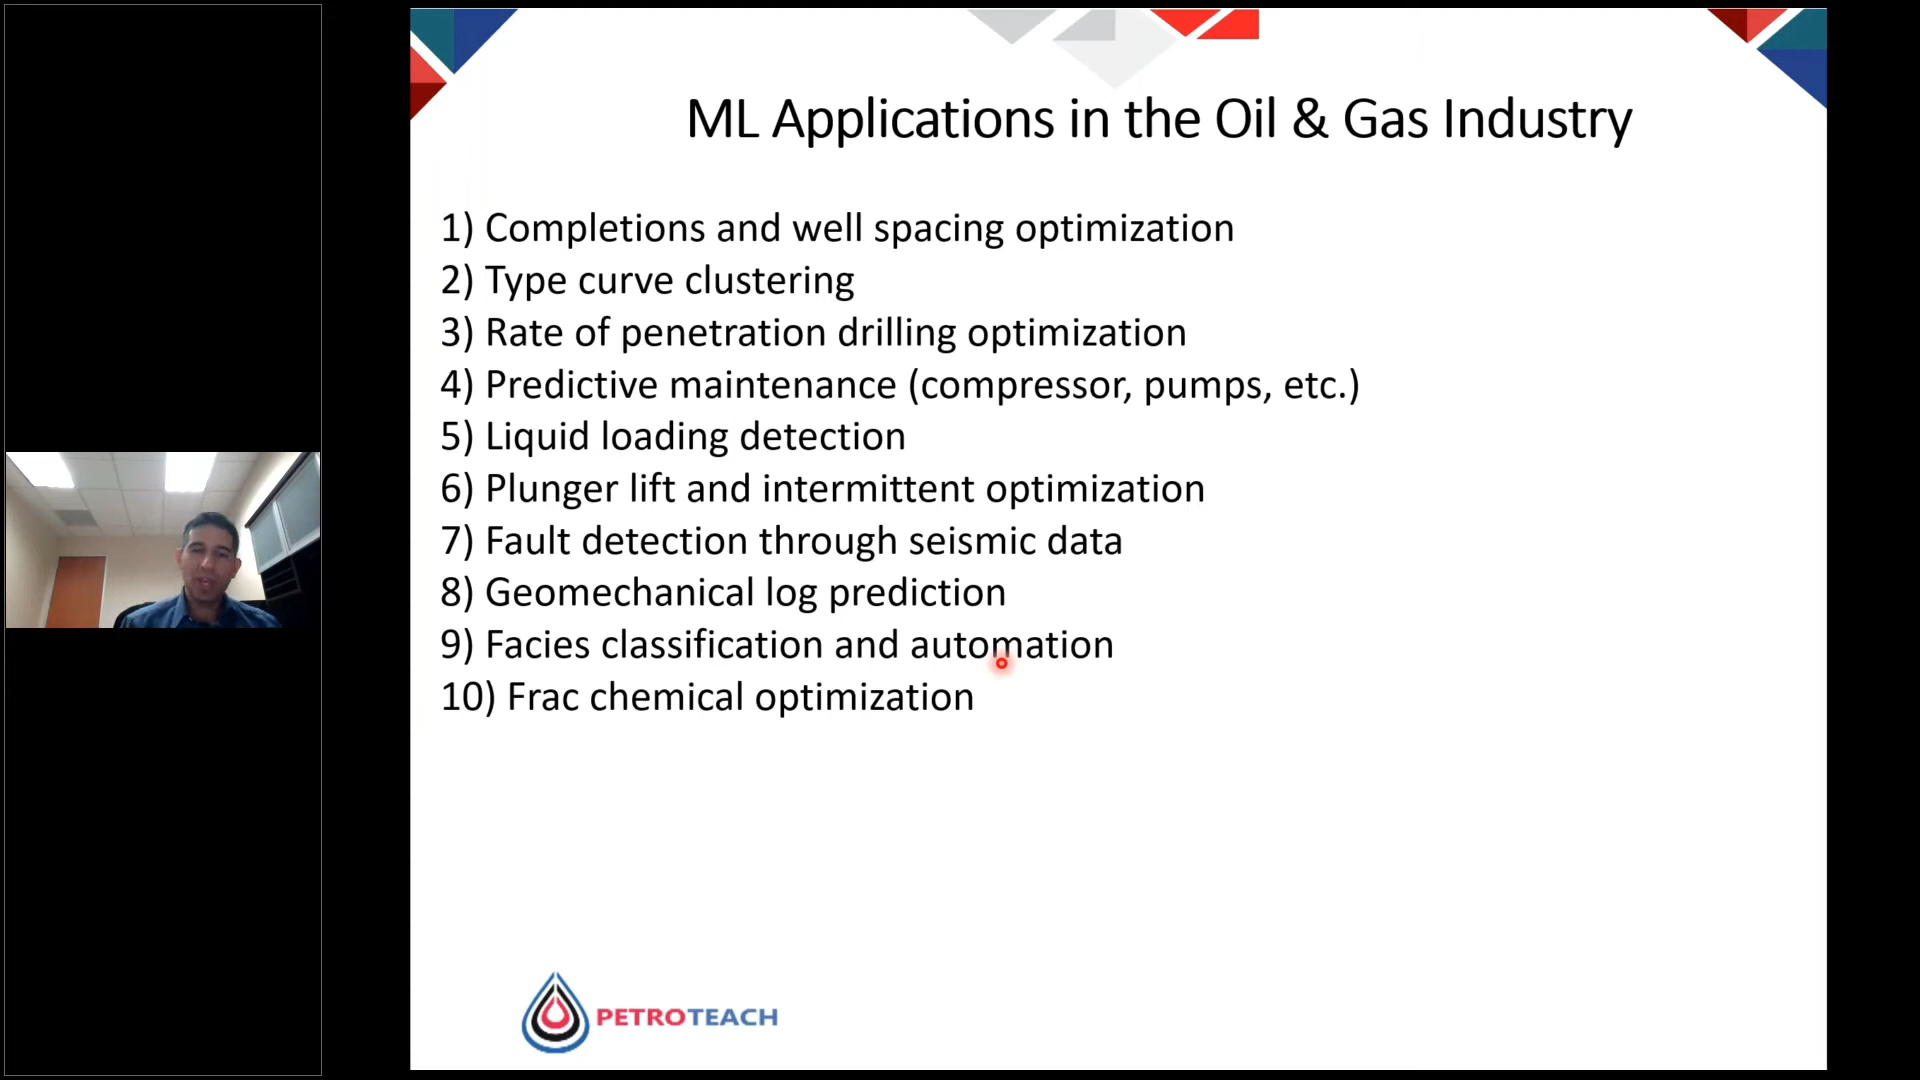 ML Applications in the Oil & Gas Industry
1) Completions and well spacing optimization
2) Type curve clustering
3) Rate of penetration drilling optimization
4) Predictive maintenance (compressor, pumps, etc.)
5) Liquid loading detection
6) Plunger lift and intermittent optimization
7) Fault detection through seismic data
8) Geomechanical log prediction
9) Facies classification and automation
10) Frac chemical optimization
PETROTEACH